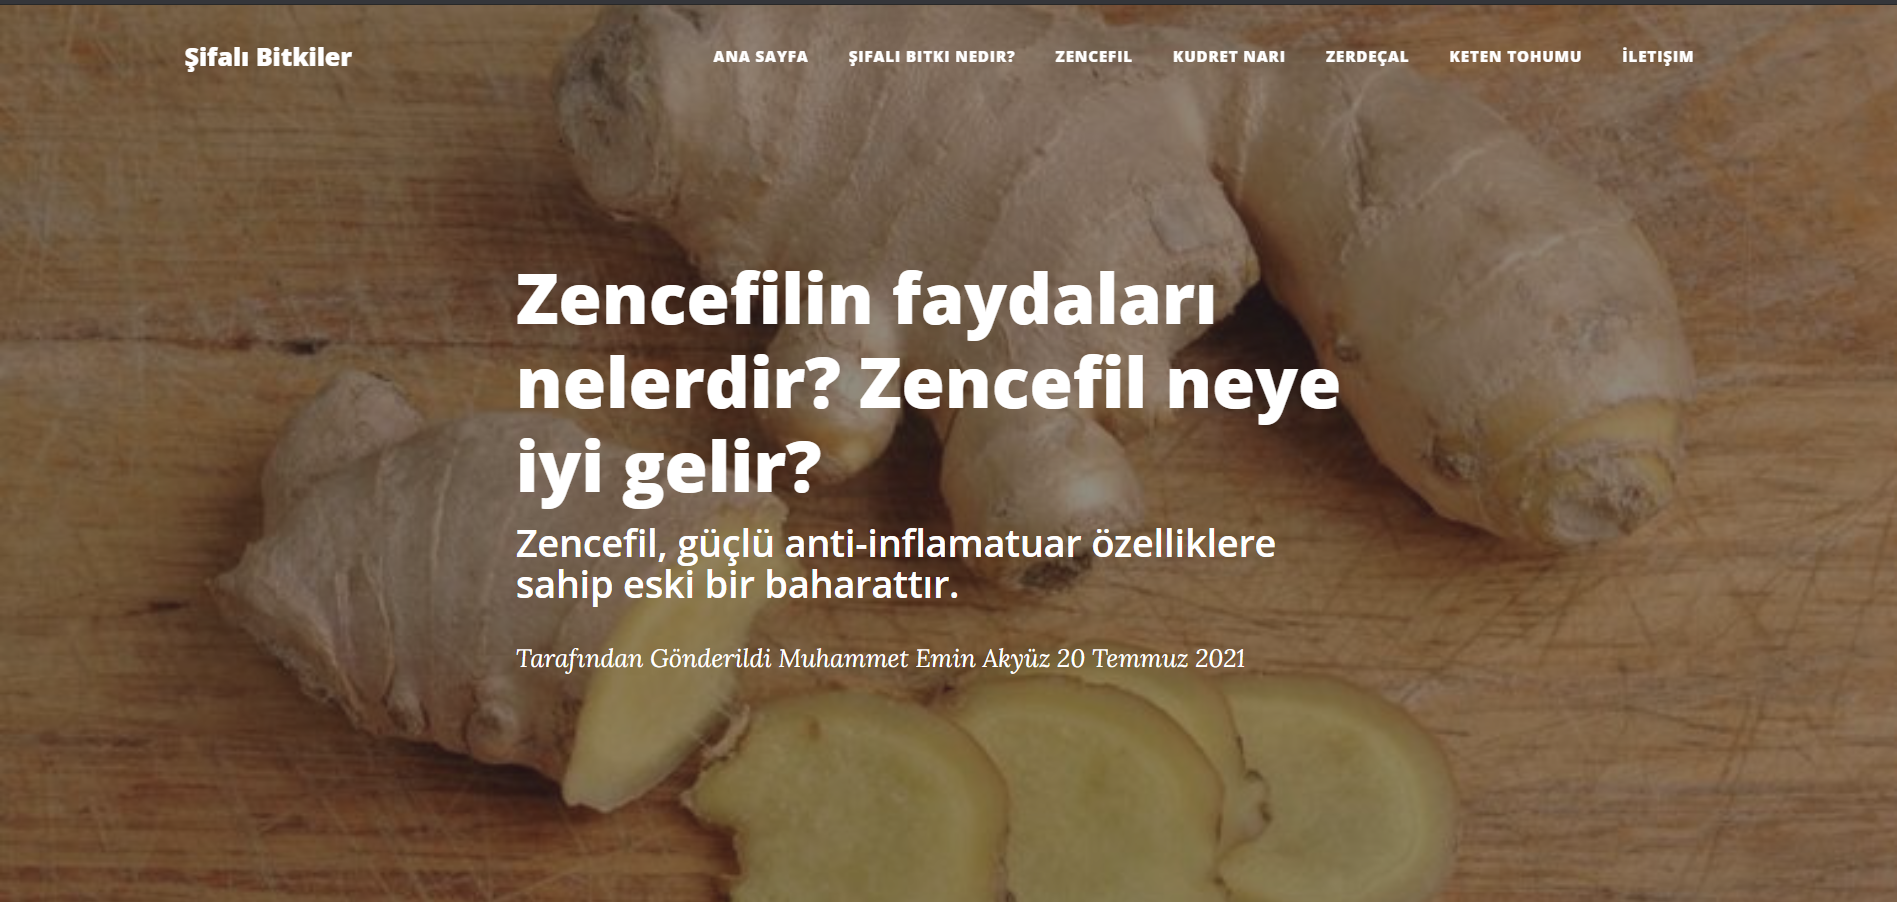 Şifalı Bitkiler
ANA SAYFA ŞIFALI BITKI NEDIR? ZENCEFIL KUDRET NARI ZERDEÇAL KETEN TOHUMU İLETIŞIM
Zencefilin faydaları
nelerdir? Zencefil neye
iyi gelir?
Zencefil, güçlü anti-inflamatuar özelliklere
sahip eski bir baharattır.
Tarafından Gönderildi Muhammet Emin Akyüz 20 Temmuz 2021